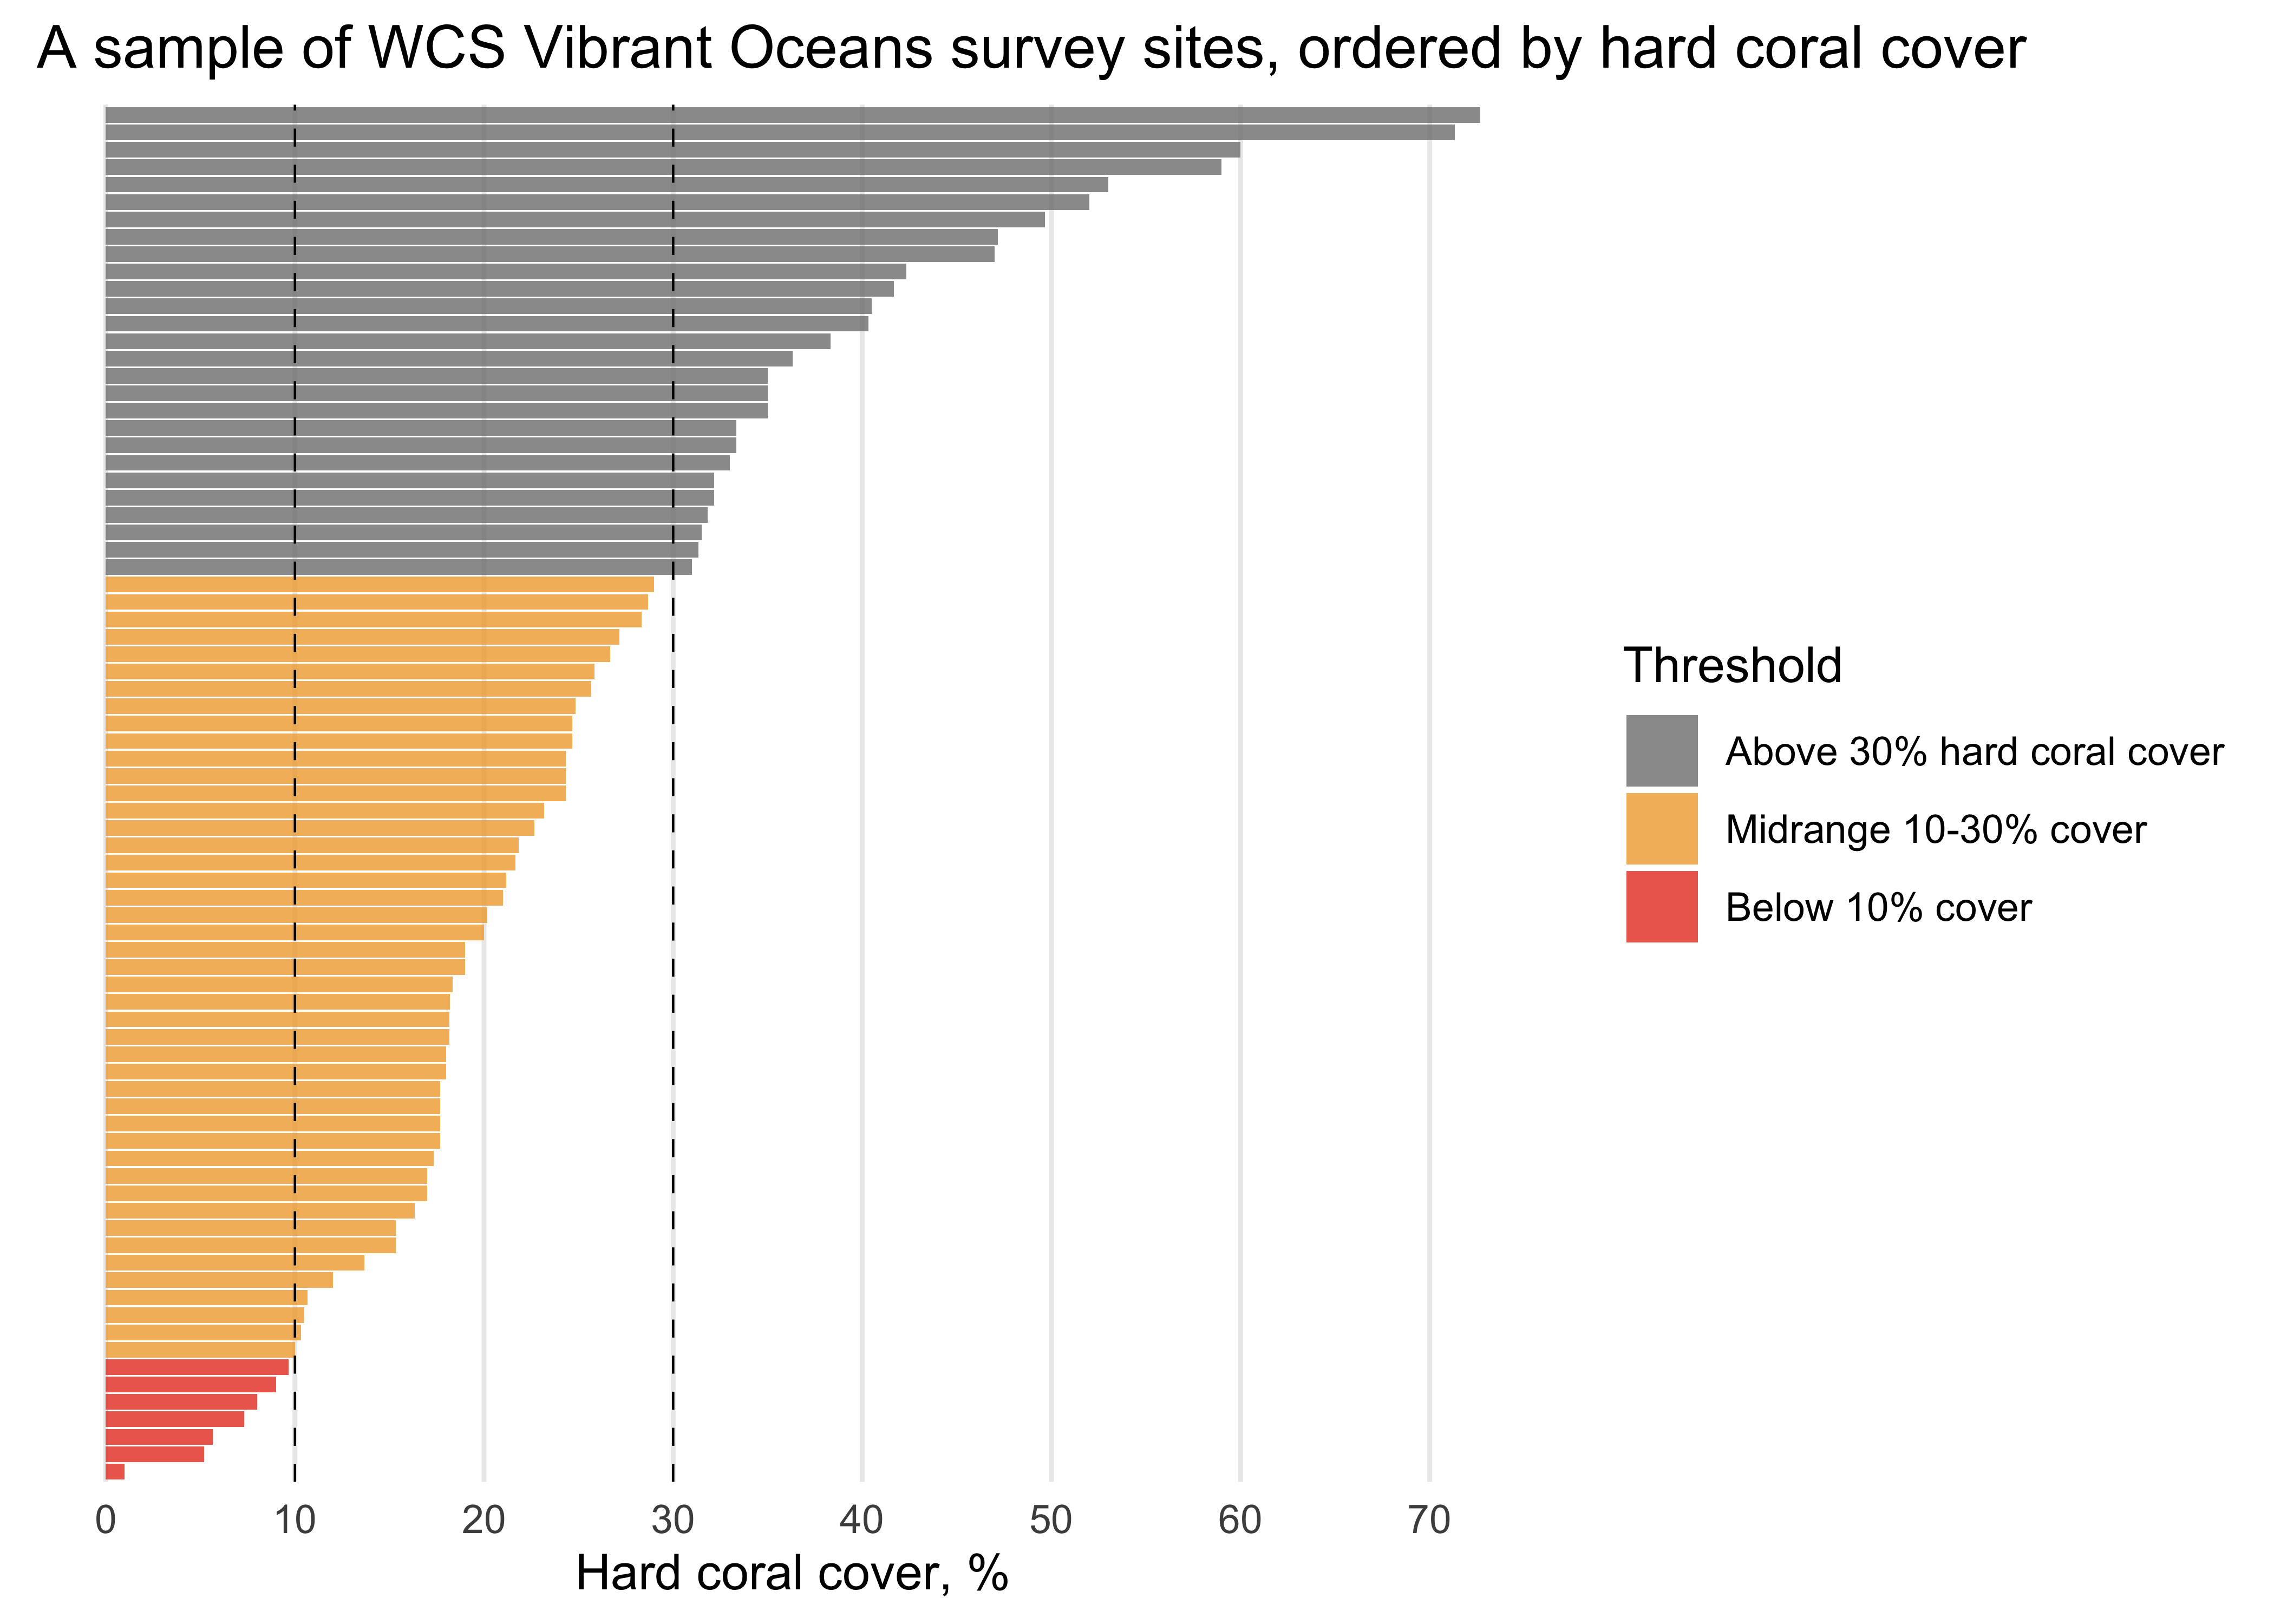 A sample of WCS Vibrant Oceans survey sites, ordered by hard coral cover
Threshold
Above 30% hard coral cover
Midrange 10-30% cover
Below 10% cover
0 10 20 30 40 50 60 70
Hard coral cover, %